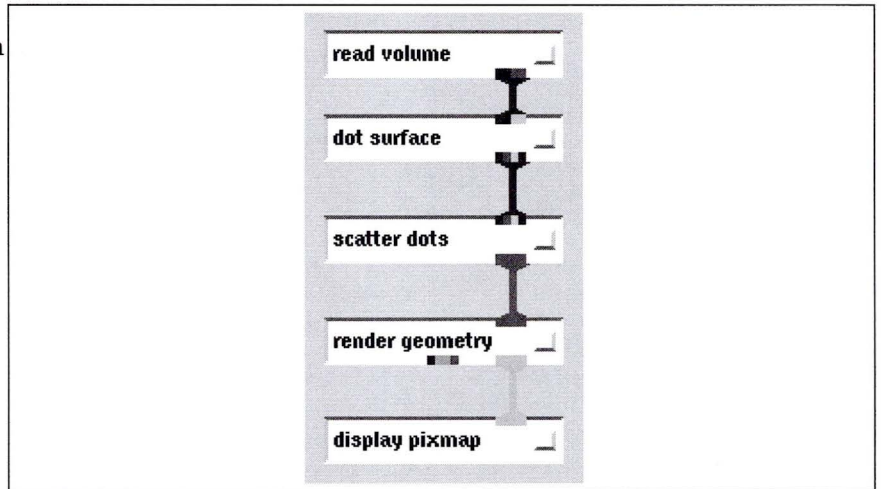 read volume
dot surface
scatter dots
render geometry
display pixmap